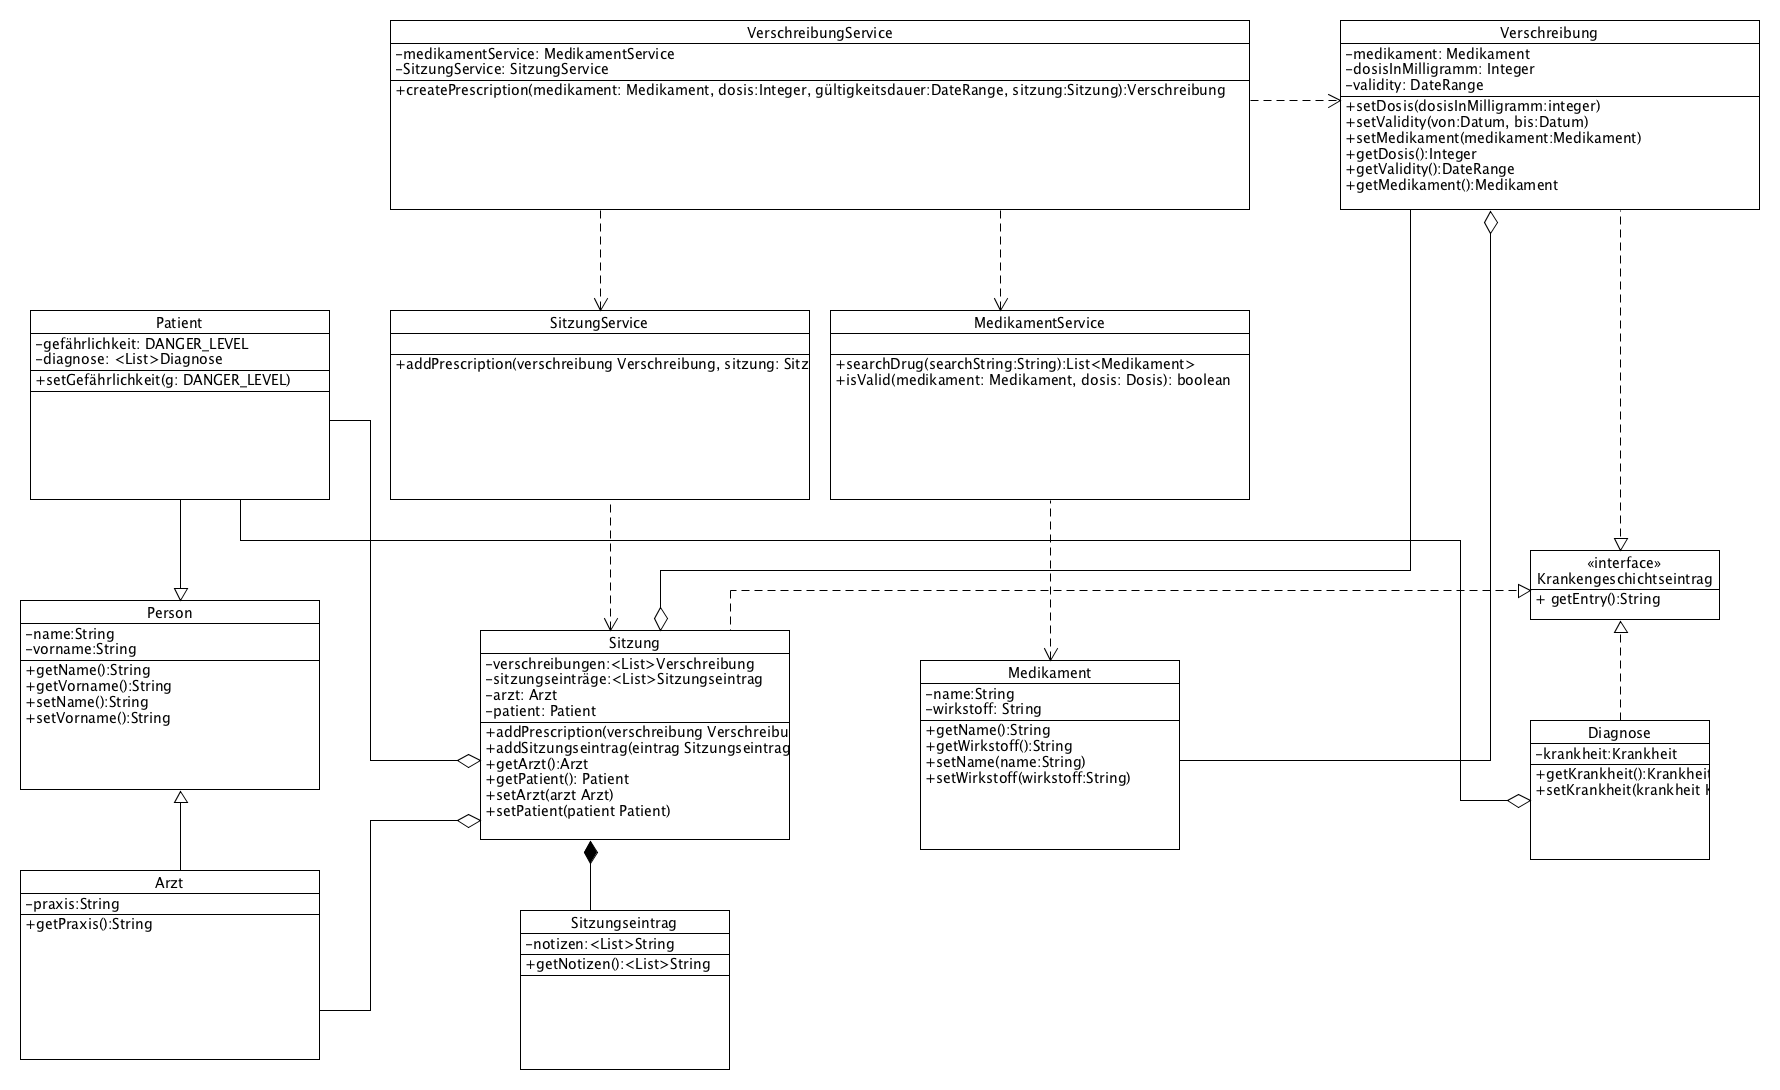 VerschreibungService
-medikamentService: MedikamentService
-SitzungService: SitzungService
+createPrescription(medikament: Medikament, dosis:Integer, gültigkeitsdauer:DateRange, sitzung:Sitzung):Verschreibung
Verschreibung
-medikament: Medikament
-dosisInMilligramm: Integer
-validity: DateRange
+setDosis(dosisInMilligramm:integer)
+setValidity(von:Datum, bis:Datum)
+setMedikament(medikament:Medikament)
+getDosis():Integer
+getValidity():DateRange
+getMedikament():Medikament
Patient
-gefährlichkeit: DANGER_LEVEL
-diagnose: <List>Diagnose
+setGefährlichkeit(g: DANGER_LEVEL)
SitzungService
+addPrescription(verschreibung Verschreibung, sitzung: Sitz
MedikamentService
+searchDrug(searchString:String):List<Medikament>
+isValid(medikament: Medikament, dosis: Dosis): boolean
«interface»
Krankengeschichtseintrag
+ getEntry():String
Person
-name:String
-vorname:String
+getName():String
+getVorname():String
+setName():String
+setVorname():String
Sitzung
-verschreibungen:<List>Verschreibung
-sitzungseinträge:<List>Sitzungseintrag
-arzt: Arzt
-patient: Patient
+addPrescription(verschreibung Verschreibu
+addSitzungseintrag(eintrag Sitzungseintrag
+getArzt():Arzt
+getPatient(): Patient
+setArzt(arzt Arzt)
+setPatient(patient Patient)
Medikament
-name:String
-wirkstoff: String
+getName():String
+getWirkstoff():String
+setName(name:String)
+setWirkstoff(wirkstoff:String)
Diagnose
-krankheit:Krankheit
+getKrankheit():Krankheit
+setKrankheit(krankheit K
Arzt
-praxis:String
+getPraxis():String
Sitzungseintrag
-notizen:<List>String
+getNotizen():<List>String